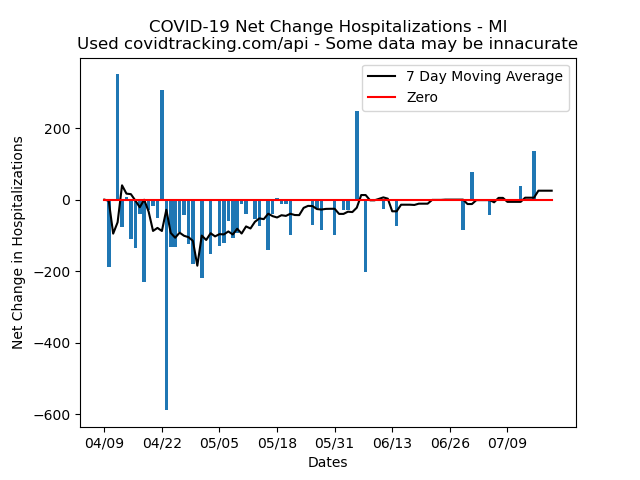 COVID-19 Net Change Hospitalizations - MI
Used covidtracking.com/api - Some data may be innacurate
7 Day Moving Average
Zero
Net Change in Hospitalizations
200
0
−200
−400
−600
04/09 04/22 05/05 05/18 05/31 06/13 06/26 07/09
Dates